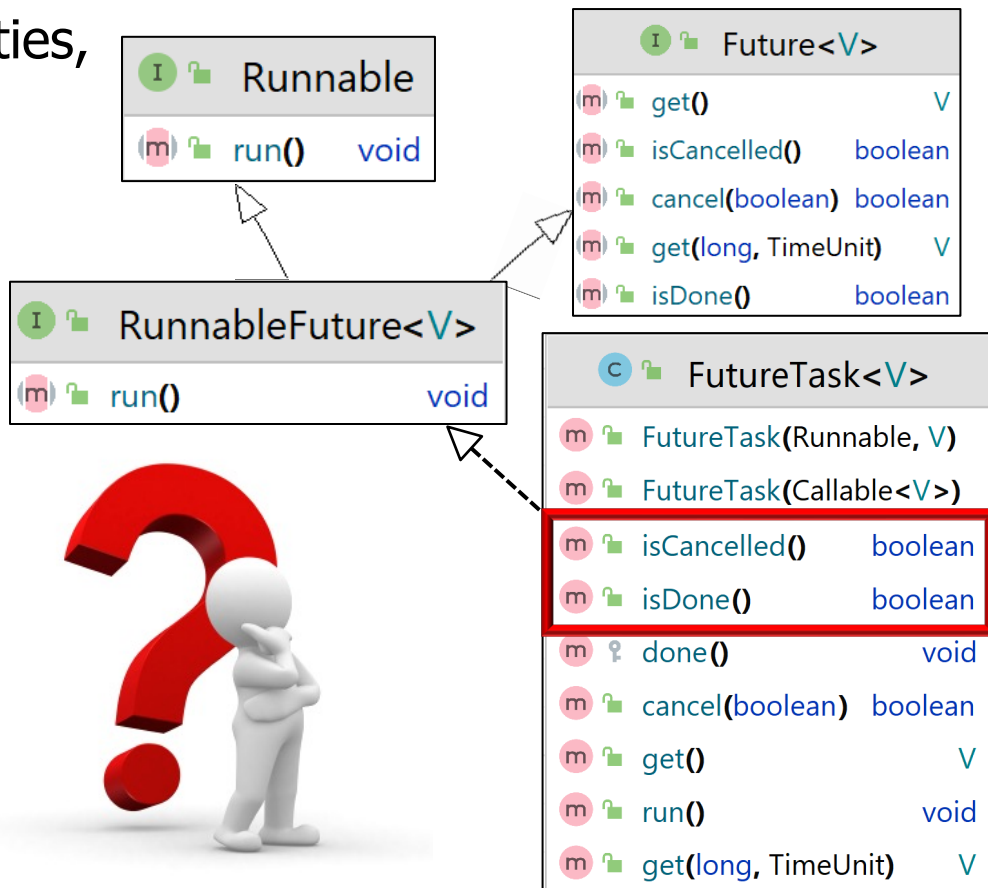 ties,
I Runnable
m run() void
I Future<V>
m get() V
m isCancelled() boolean
m cancel(boolean) boolean
m get(long, TimeUnit) V
m isDone() boolean
I RunnableFuture<V>
m run() void
C FutureTask<V>
m FutureTask(Runnable, V)
m FutureTask(Callable<V>)
m isCancelled() boolean
m isDone() boolean
m done() void
m cancel(boolean) boolean
m get() V
m run() void
m get(long, TimeUnit) V